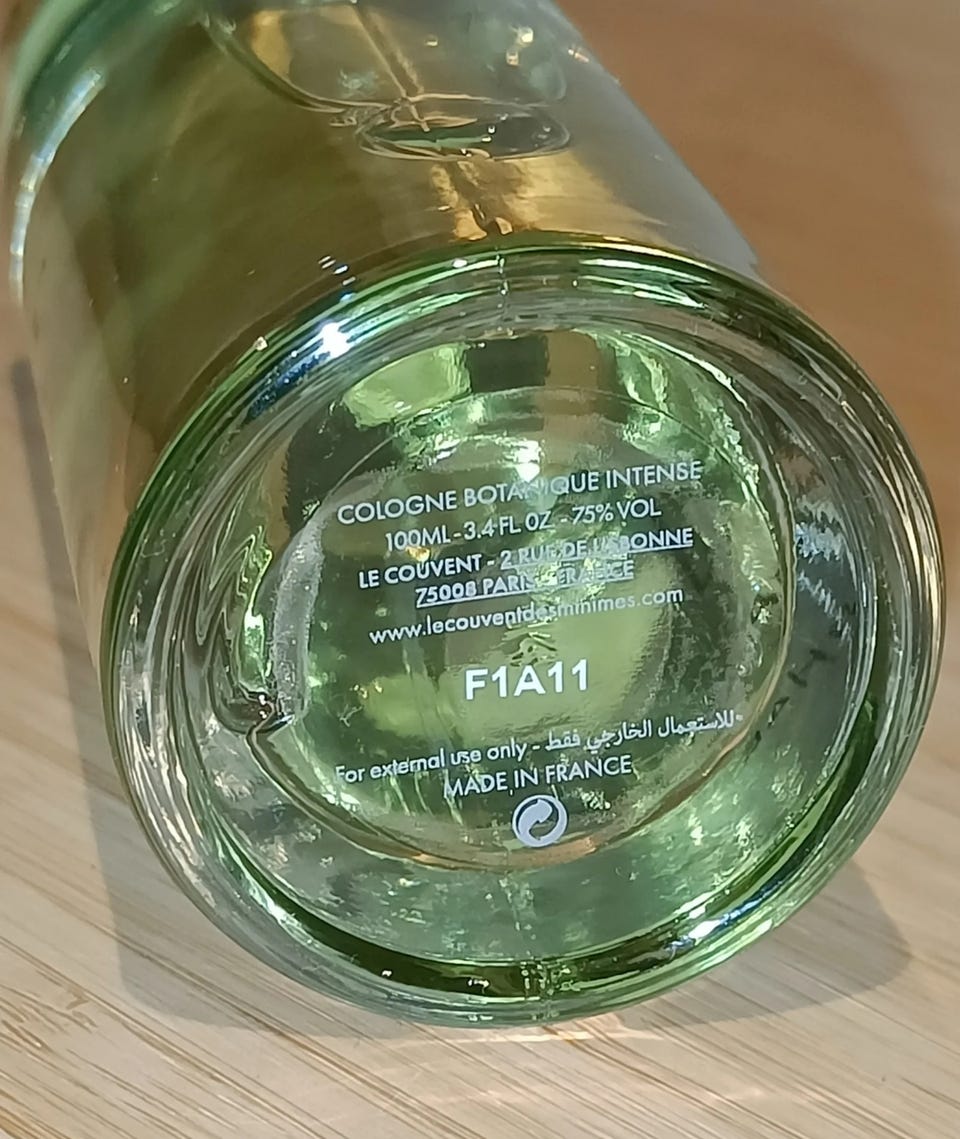 COLOGNE BOTANIQUE INTENSE
100ML - 3.4 FL OZ - 75% VOL
LE COUVENT - 2 RUE DE LISBONNE
75008 PARIS - FRANCE
www.lecouventdesminimes.com
F1A11
For external use only - للاستعمال الخارجي فقط-
MADE IN FRANCE